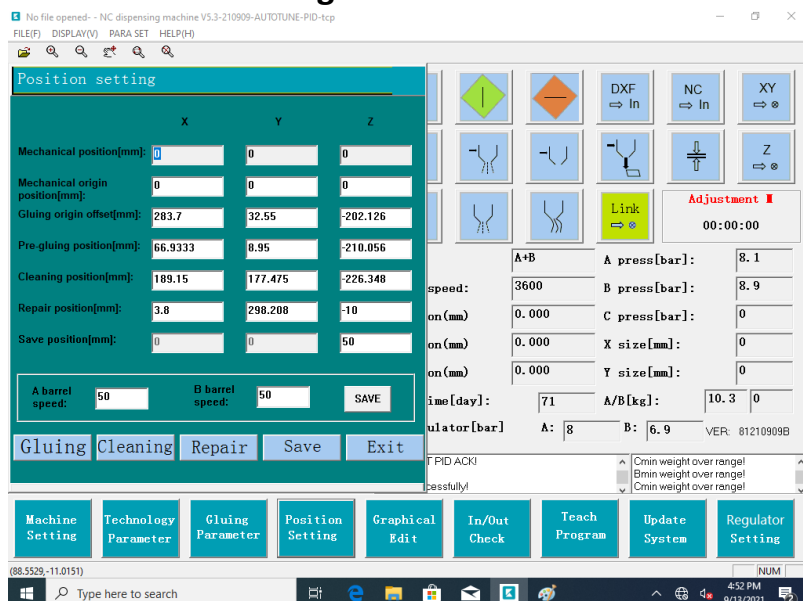 No file opened- - NC dispensing machine V5.3-210909-AUTOTUNE-PID-tcp
FILE(F) DISPLAY(V) PARA SET HELP(H)
Position setting
X Y Z
Mechanical position[mm]: 0 0 0
Mechanical origin
position[mm]: 0 0 0
Gluing origin offset[mm]: 283.7 32.55 -202.126
Pre-gluing position[mm]: 66.9333 8.95 -210.056
Cleaning position[mm]: 189.15 177.475 -226.348
Repair position[mm]: 3.8 298.208 -10
Save position[mm]: 0 0 50
A barrel
speed: 50
B barrel
speed: 50
SAVE
Gluing Cleaning Repair Save Exit
DXF
⇒ In
NC
⇒ In
XY
⇒ ⊗
Z
⇒ ⊗
Link
⇒ ⊗
Adjustment
00:00:00
A+B A press[bar]: 8.1
speed: 3600 B press[bar]: 8.9
on(mm) 0.000 C press[bar]: 0
on(mm) 0.000 X size[mm]: 0
on(mm) 0.000 Y size[mm]: 0
ime[day]: 71 A/B[kg]: 10.3 0
ulator[bar] A: 8 B: 6.9 VER: 81210909B
T PID ACK!
cessfully!
Cmin weight over range!
Bmin weight over range!
Cmin weight over range!
Machine
Setting
Technology
Parameter
Gluing
Parameter
Position
Setting
Graphical
Edit
In/Out
Check
Teach
Program
Update
System
Regulator
Setting
(88.5529,-11.0151) NUM
Type here to search
4:52 PM
9/13/2021